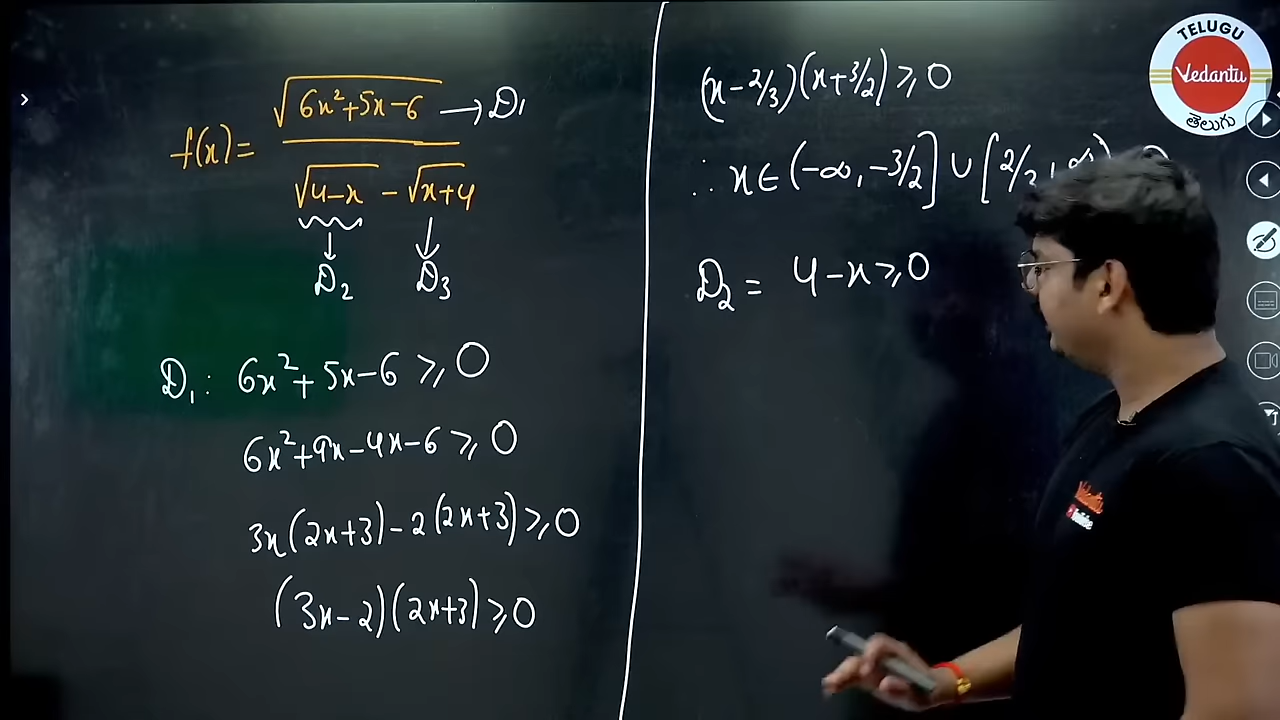 f(x) = √(6x²+5x-6) → D₁
√(4-x) - √(x+4)
D₂ D₃
D₁: 6x²+5x-6 ≥ 0
6x²+9x-4x-6 ≥ 0
3x(2x+3)-2(2x+3) ≥ 0
(3x-2)(2x+3) ≥ 0
(x-2/3)(x+3/2) ≥ 0
∴ x ∈ (-∞, -3/2] ∪ [2/3, ∞)
D₂ = 4-x ≥ 0
TELUGU
Vedantu
తెలుగు